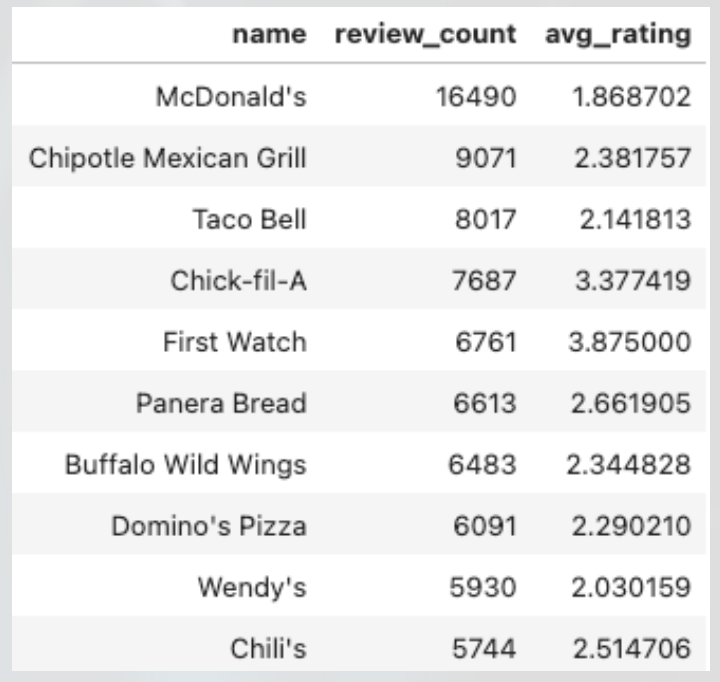 name review_count avg_rating
McDonald's 16490 1.868702
Chipotle Mexican Grill 9071 2.381757
Taco Bell 8017 2.141813
Chick-fil-A 7687 3.377419
First Watch 6761 3.875000
Panera Bread 6613 2.661905
Buffalo Wild Wings 6483 2.344828
Domino's Pizza 6091 2.290210
Wendy's 5930 2.030159
Chili's 5744 2.514706